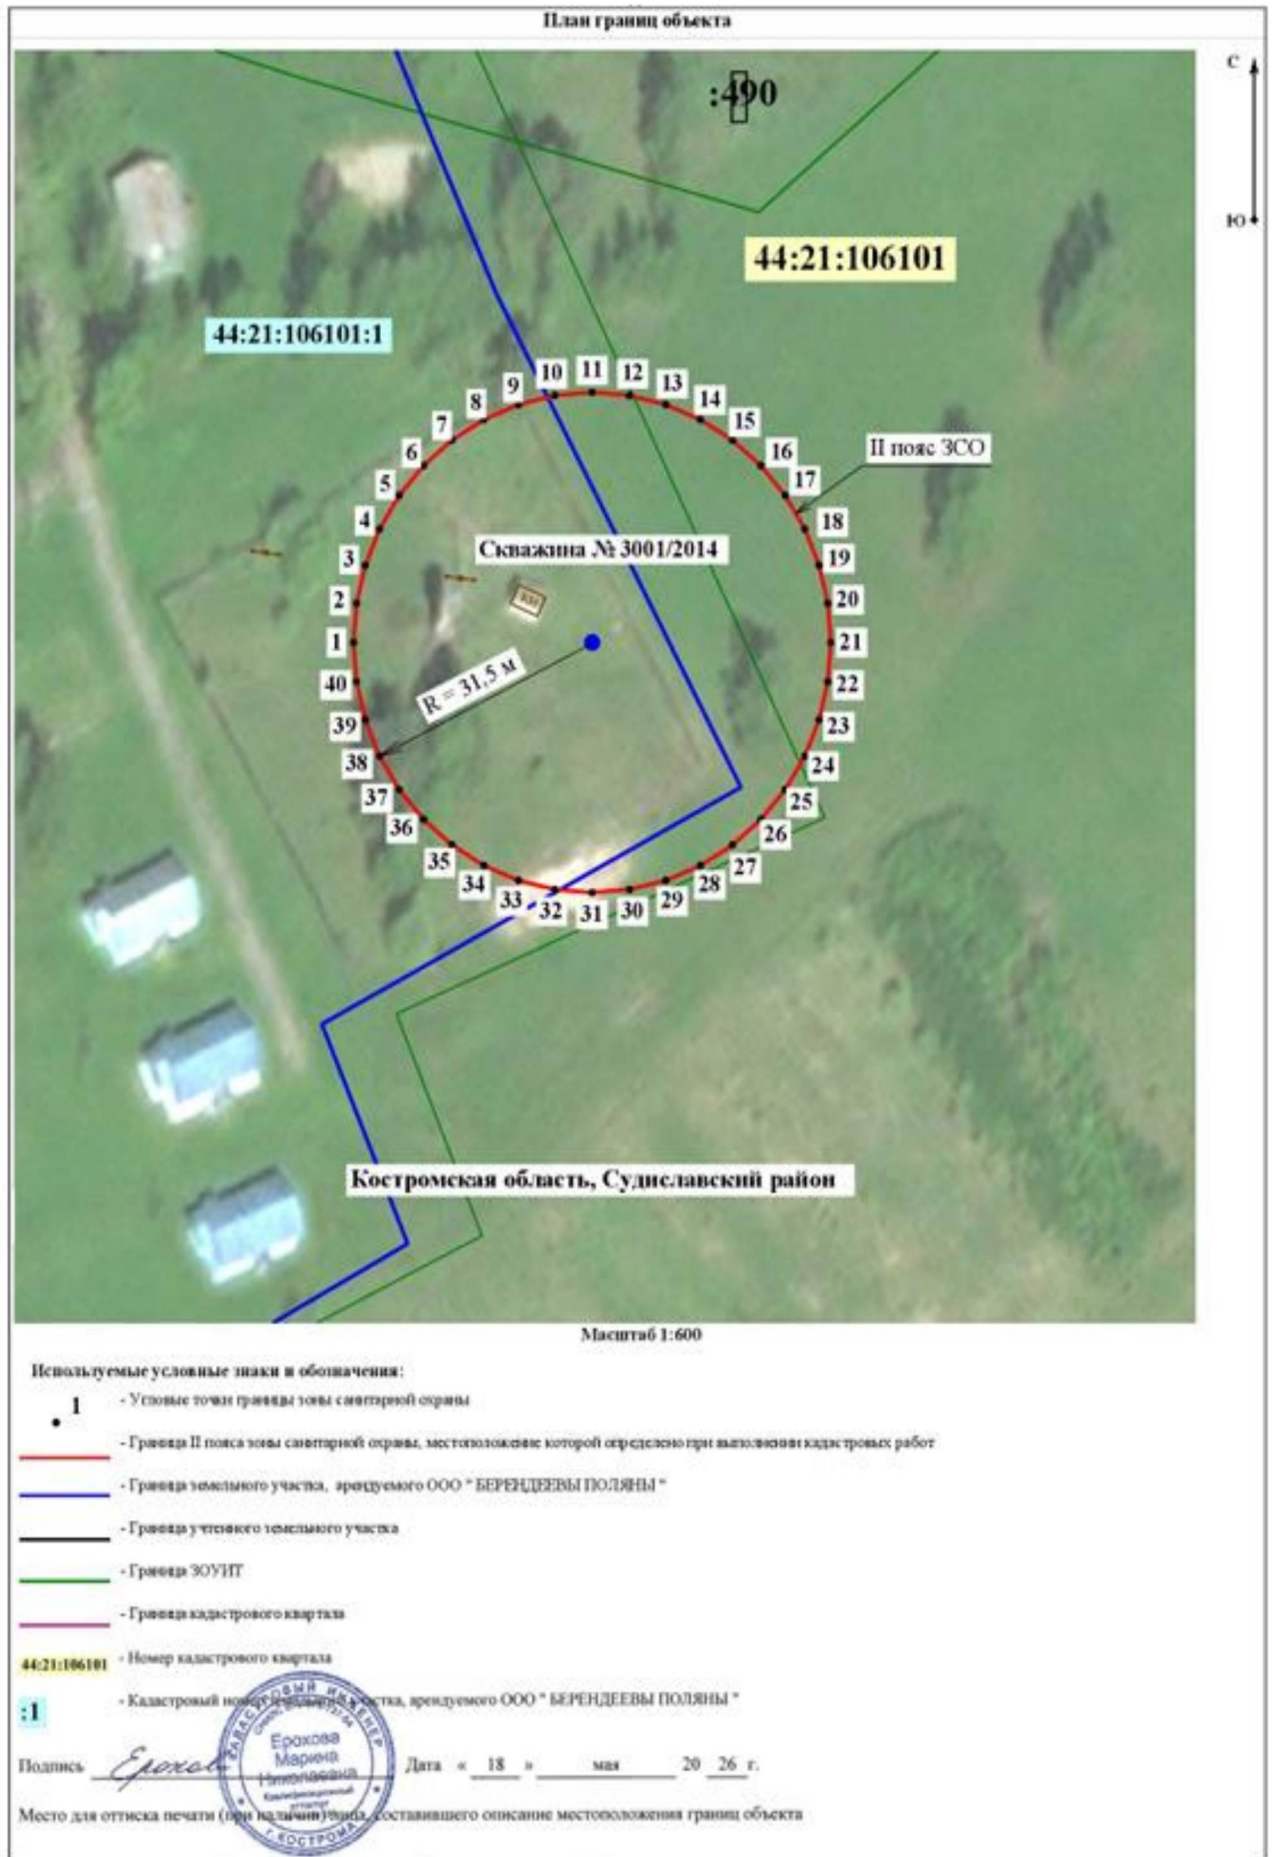 План границ объекта
С
Ю
:490
44:21:106101
44:21:106101:1
II пояс ЗСО
Скважина № 3001/2014
R = 31,5 м
1
2
3
4
5
6
7
8
9
10
11
12
13
14
15
16
17
18
19
20
21
22
23
24
25
26
27
28
29
30
31
32
33
34
35
36
37
38
39
40
Костромская область, Судиславский район
Масштаб 1:600
Используемые условные знаки и обозначения:
1 - Угловые точки границы зоны санитарной охраны
- Граница II пояса зоны санитарной охраны, местоположение которой определено при выполнении кадастровых работ
- Граница земельного участка, арендуемого ООО " БЕРЕНДЕЕВЫ ПОЛЯНЫ "
- Граница учтенного земельного участка
- Граница ЗОУИТ
- Граница кадастрового квартала
44:21:106101 - Номер кадастрового квартала
:1 - Кадастровый номер земельного участка, арендуемого ООО " БЕРЕНДЕЕВЫ ПОЛЯНЫ "
КАДАСТРОВЫЙ ИНЖЕНЕР
Ерохова
Марина
Николаевна
Квалификационный
аттестат
г. КОСТРОМА
Подпись Ерохова Дата « 18 » мая 20 26 г.
Место для оттиска печати (при наличии) лица, составившего описание местоположения границ объекта